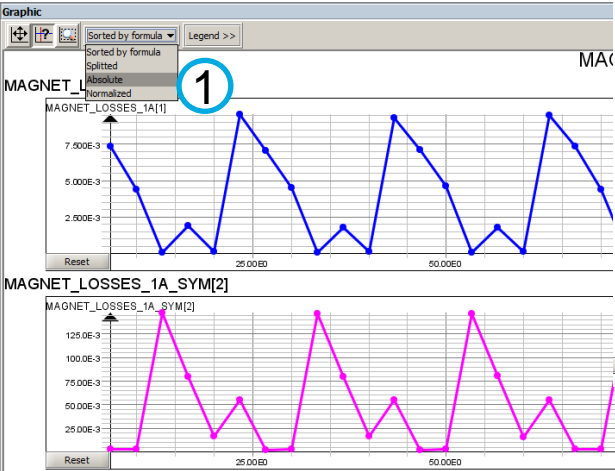 Graphic
Sorted by formula
Legend >>
Sorted by formula
Splitted
Absolute
Normalized
1
MAGNET_L
MAGNET_LOSSES_1A[1]
7.500E-3
5.000E-3
2.500E-3
Reset
25.00E0
50.00E0
MAGNET_LOSSES_1A_SYM[2]
MAGNET_LOSSES_1A_SYM[2]
125.0E-3
100.0E-3
75.00E-3
50.00E-3
25.00E-3
Reset
25.00E0
50.00E0